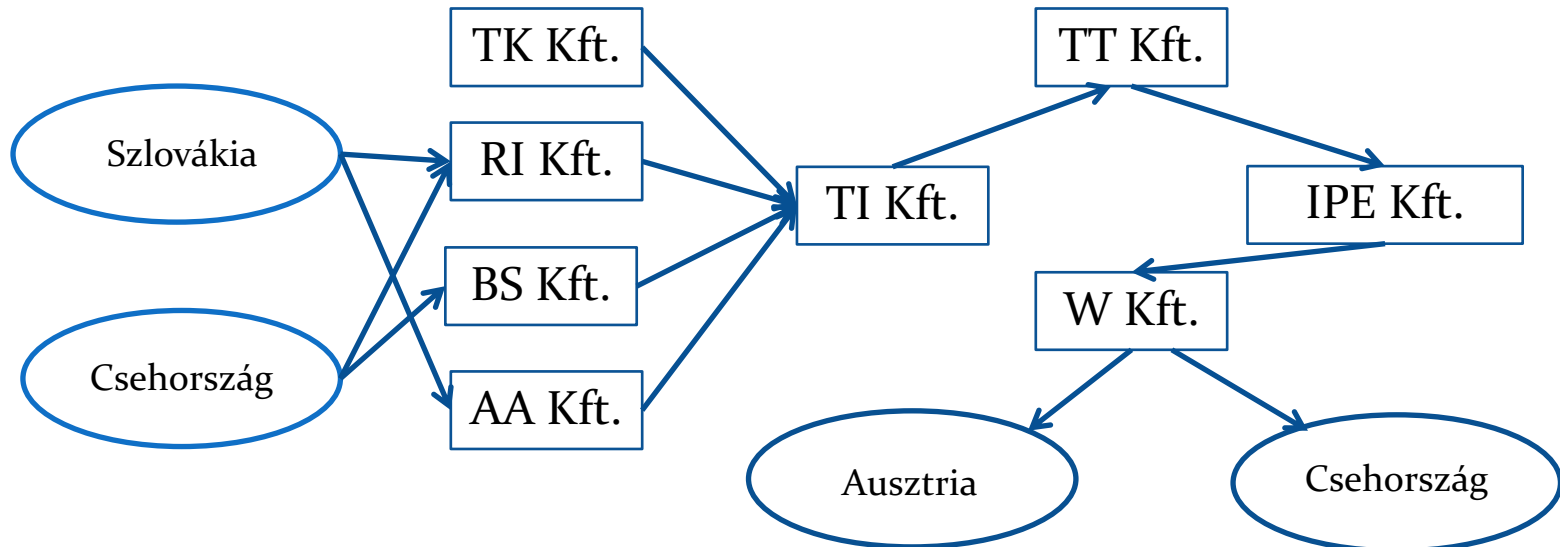 TK Kft.
TT Kft.
Szlovákia
RI Kft.
TI Kft.
IPE Kft.
BS Kft.
W Kft.
Csehország
AA Kft.
Ausztria
Csehország